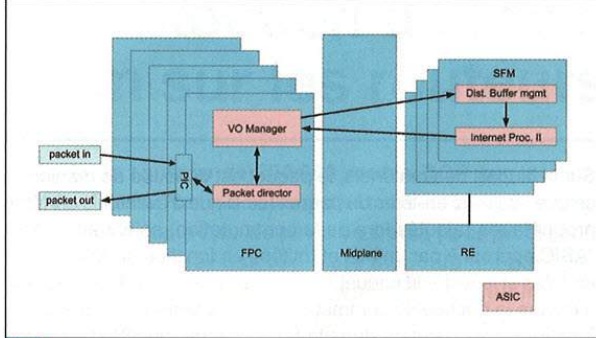 SFM
Dist. Buffer mgmt
VO Manager
Internet Proc. II
packet in
PIC
packet out
Packet director
FPC
Midplane
RE
ASIC